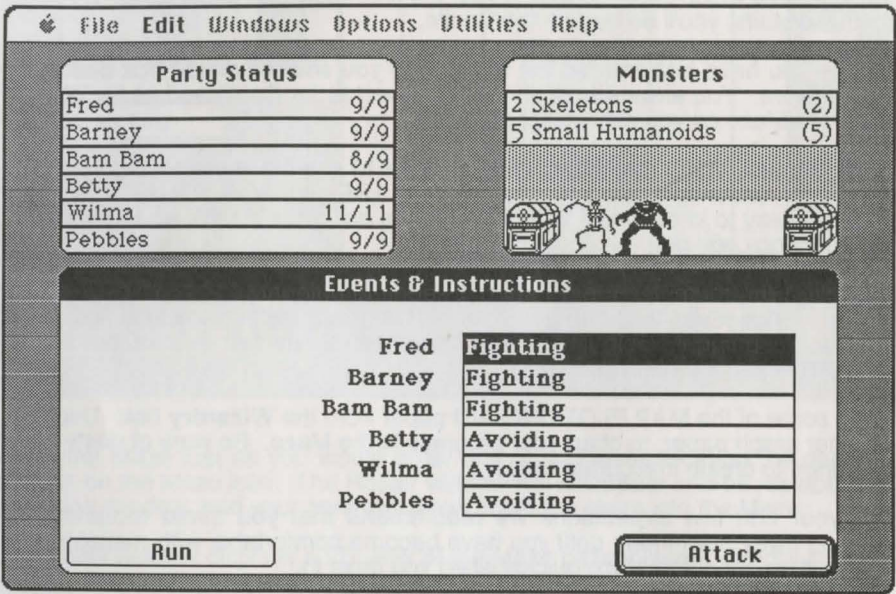 File Edit Windows Options Utilities Help
Party Status
Fred 9/9
Barney 9/9
Bam Bam 8/9
Betty 9/9
Wilma 11/11
Pebbles 9/9
Monsters
2 Skeletons (2)
5 Small Humanoids (5)
Events & Instructions
Fred Fighting
Barney Fighting
Bam Bam Fighting
Betty Avoiding
Wilma Avoiding
Pebbles Avoiding
Run
Attack